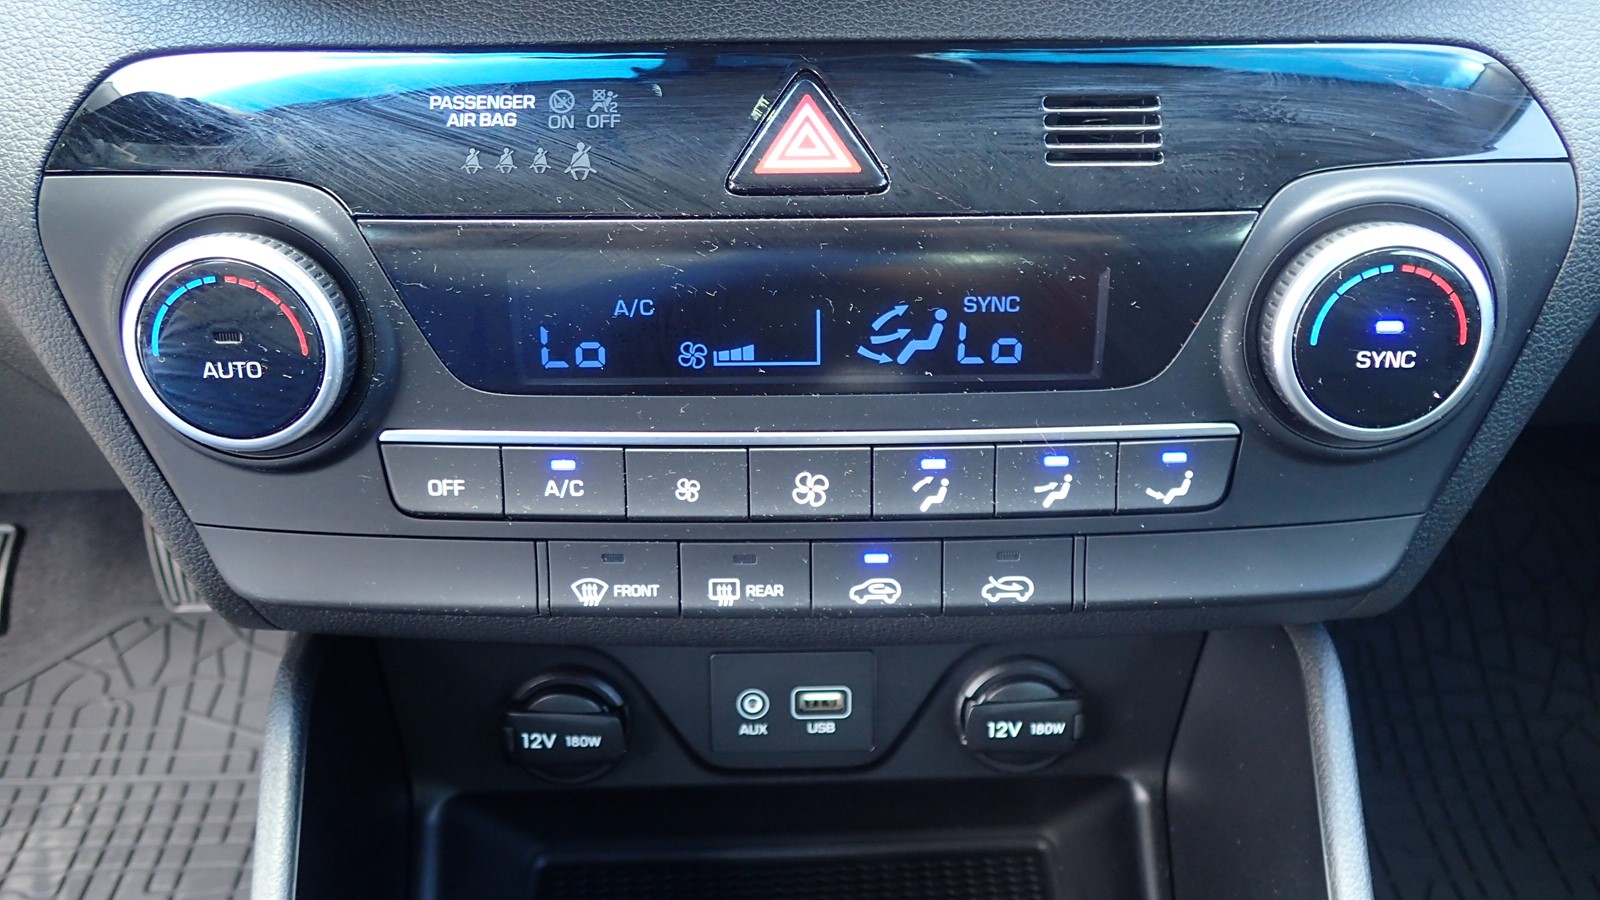 PASSENGER
AIR BAG
ON OFF 2
A/C SYNC
Lo Lo
AUTO
SYNC
OFF A/C
FRONT REAR
AUX USB
12V 180W
12V 180W